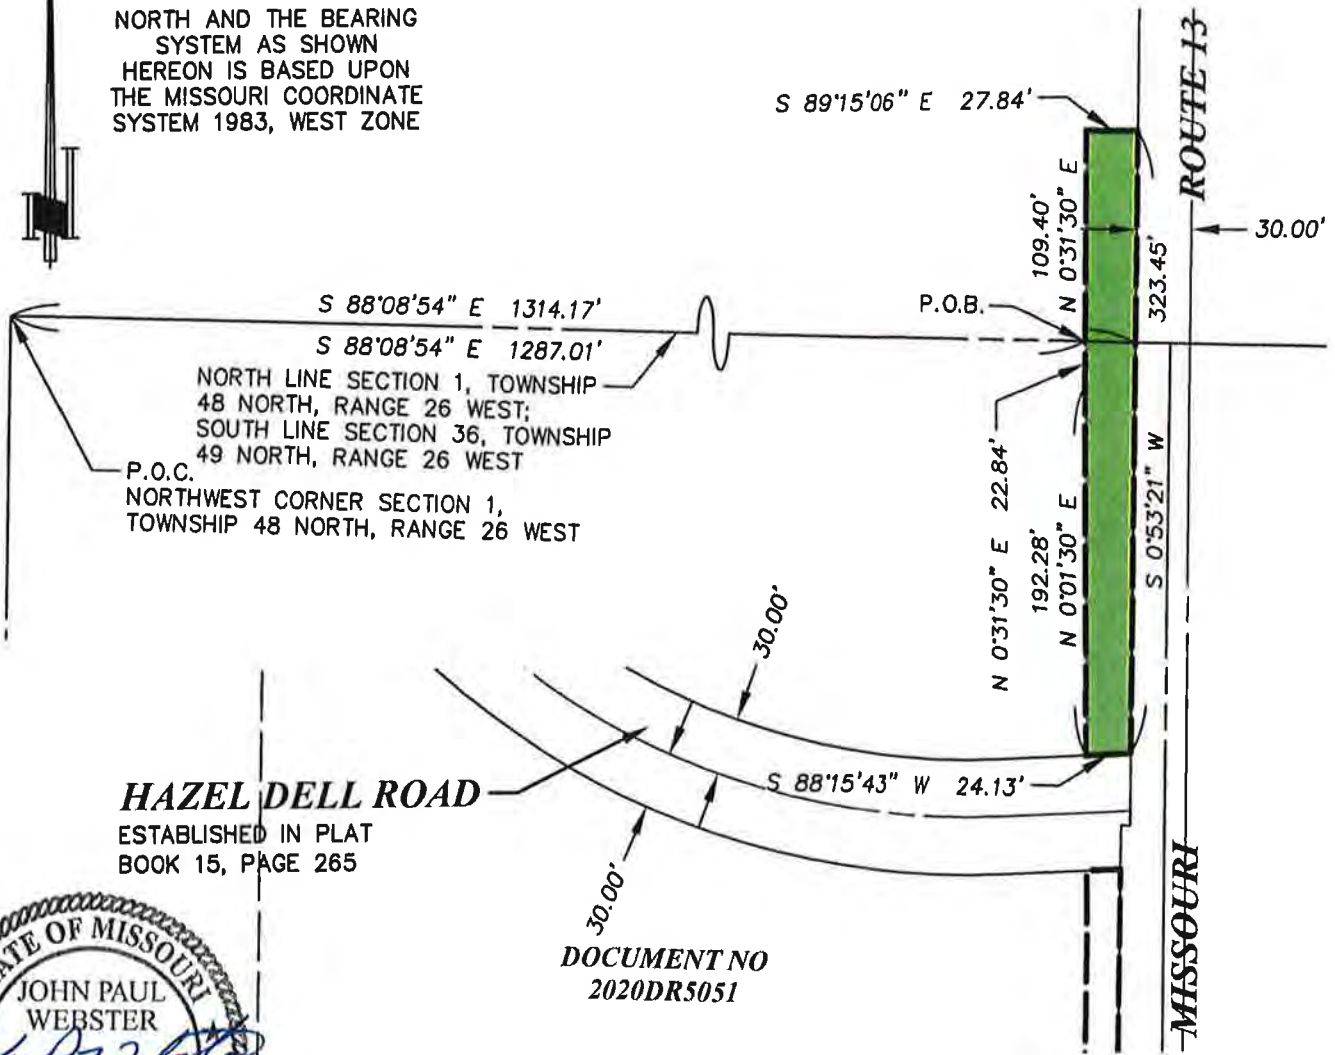 NORTH AND THE BEARING
SYSTEM AS SHOWN
HEREON IS BASED UPON
THE MISSOURI COORDINATE
SYSTEM 1983, WEST ZONE
S 89°15'06" E 27.84'
ROUTE 13
109.40'
N 0°31'30" E
30.00'
323.45'
P.O.B.
S 88°08'54" E 1314.17'
S 88°08'54" E 1287.01'
NORTH LINE SECTION 1, TOWNSHIP
48 NORTH, RANGE 26 WEST;
SOUTH LINE SECTION 36, TOWNSHIP
49 NORTH, RANGE 26 WEST
P.O.C.
NORTHWEST CORNER SECTION 1,
TOWNSHIP 48 NORTH, RANGE 26 WEST
N 0°31'30" E 22.84'
192.28'
N 0°01'30" E
S 0°53'21" W
30.00'
S 88°15'43" W 24.13'
HAZEL DELL ROAD
ESTABLISHED IN PLAT
BOOK 15, PAGE 265
30.00'
DOCUMENT NO
2020DR5051
MISSOURI
OF MISSOURI
JOHN PAUL
WEBSTER